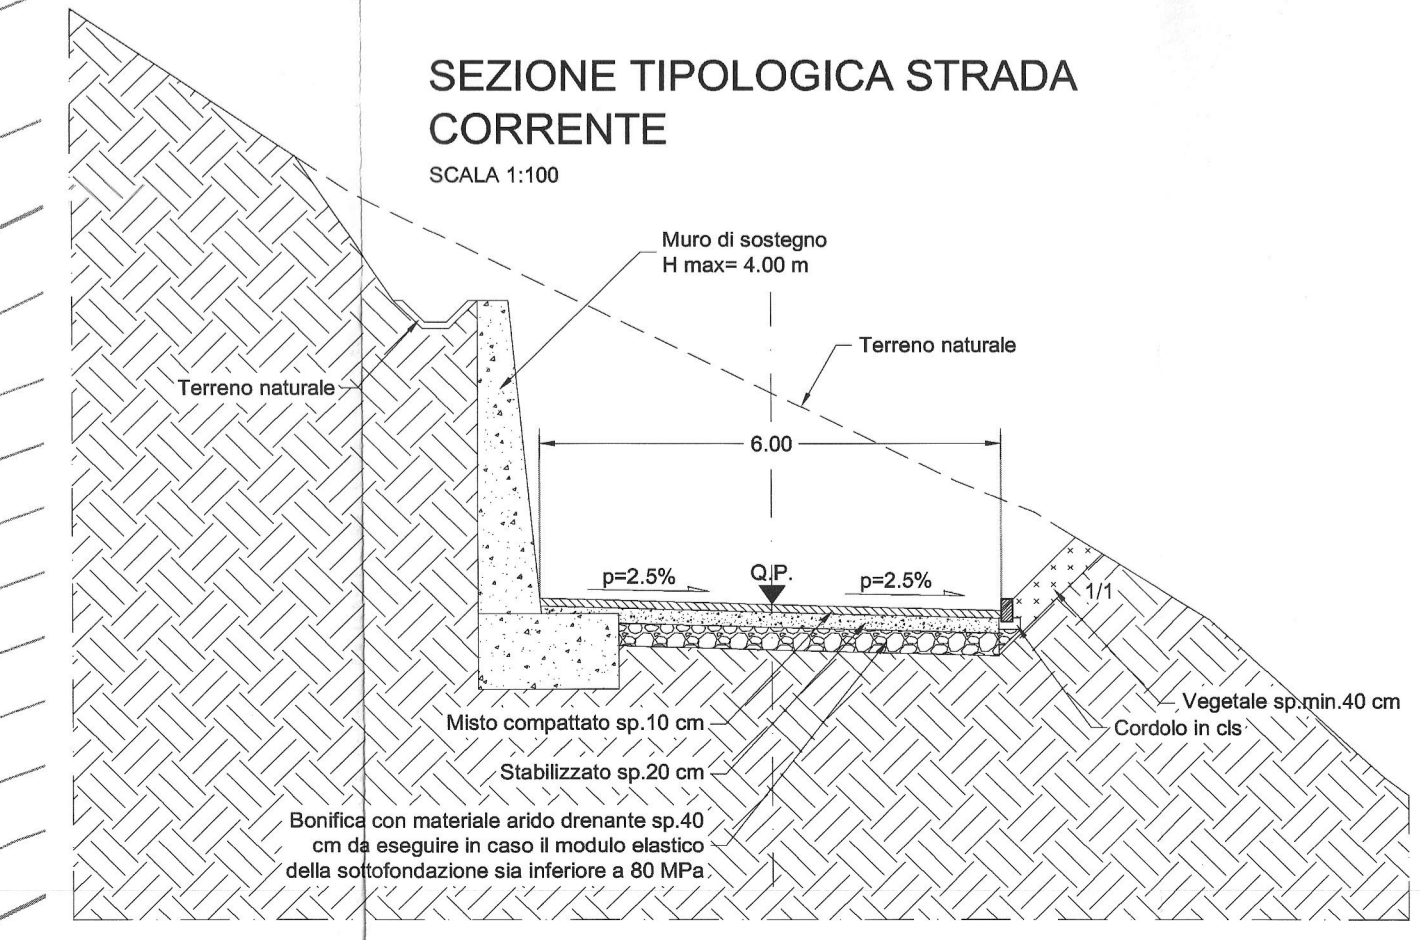 SEZIONE TIPOLOGICA STRADA
CORRENTE
SCALA 1:100
Muro di sostegno
H max= 4.00 m
Terreno naturale
Terreno naturale
6.00
p=2.5%
Q.P.
p=2.5%
1/1
Vegetale sp.min.40 cm
Cordolo in cls
Misto compattato sp.10 cm
Stabilizzato sp.20 cm
Bonifica con materiale arido drenante sp.40
cm da eseguire in caso il modulo elastico
della sottofondazione sia inferiore a 80 MPa